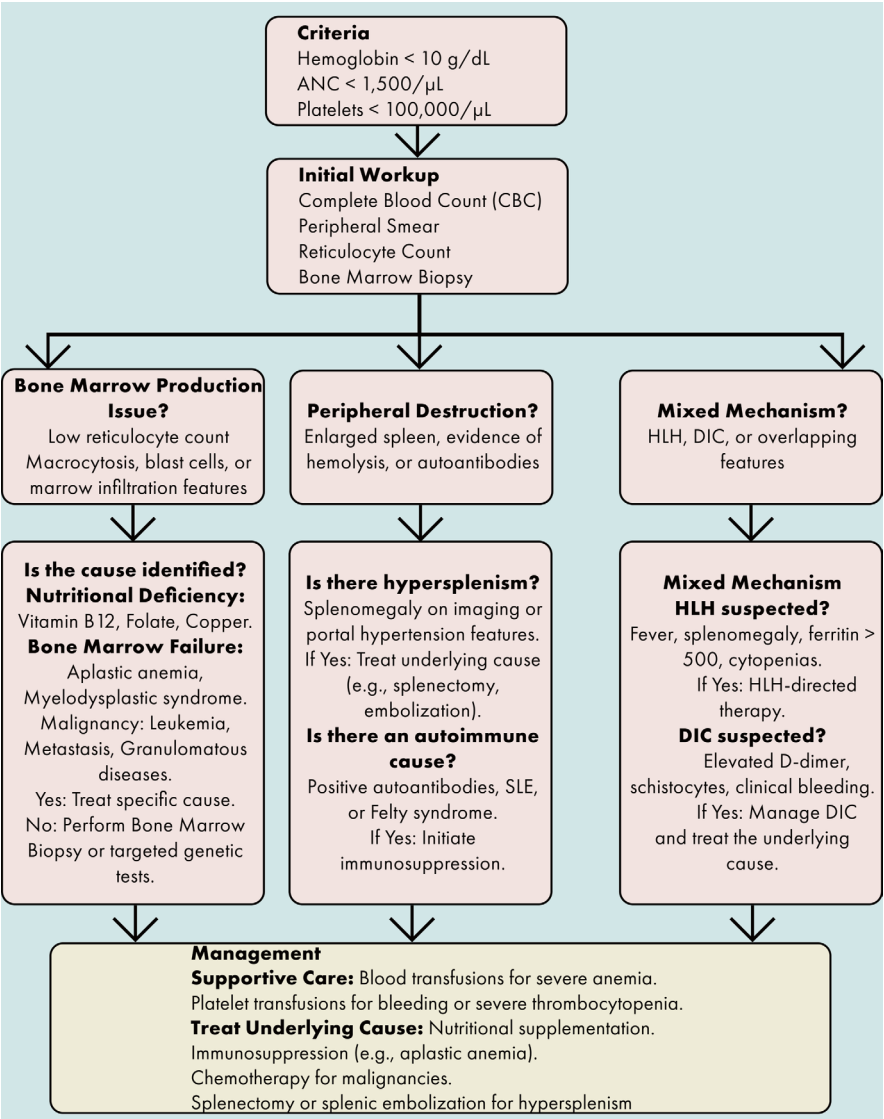 Criteria
Hemoglobin < 10 g/dL
ANC < 1,500/μL
Platelets < 100,000/μL
Initial Workup
Complete Blood Count (CBC)
Peripheral Smear
Reticulocyte Count
Bone Marrow Biopsy
Bone Marrow Production
Issue?
Low reticulocyte count
Macrocytosis, blast cells, or
marrow infiltration features
Peripheral Destruction?
Enlarged spleen, evidence of
hemolysis, or autoantibodies
Mixed Mechanism?
HLH, DIC, or overlapping
features
Is the cause identified?
Nutritional Deficiency:
Vitamin B12, Folate, Copper.
Bone Marrow Failure:
Aplastic anemia,
Myelodysplastic syndrome.
Malignancy: Leukemia,
Metastasis, Granulomatous
diseases.
Yes: Treat specific cause.
No: Perform Bone Marrow
Biopsy or targeted genetic
tests.
Is there hypersplenism?
Splenomegaly on imaging or
portal hypertension features.
If Yes: Treat underlying cause
(e.g., splenectomy,
embolization).
Is there an autoimmune
cause?
Positive autoantibodies, SLE,
or Felty syndrome.
If Yes: Initiate
immunosuppression.
Mixed Mechanism
HLH suspected?
Fever, splenomegaly, ferritin >
500, cytopenias.
If Yes: HLH-directed
therapy.
DIC suspected?
Elevated D-dimer,
schistocytes, clinical bleeding.
If Yes: Manage DIC
and treat the underlying
cause.
Management
Supportive Care: Blood transfusions for severe anemia.
Platelet transfusions for bleeding or severe thrombocytopenia.
Treat Underlying Cause: Nutritional supplementation.
Immunosuppression (e.g., aplastic anemia).
Chemotherapy for malignancies.
Splenectomy or splenic embolization for hypersplenism